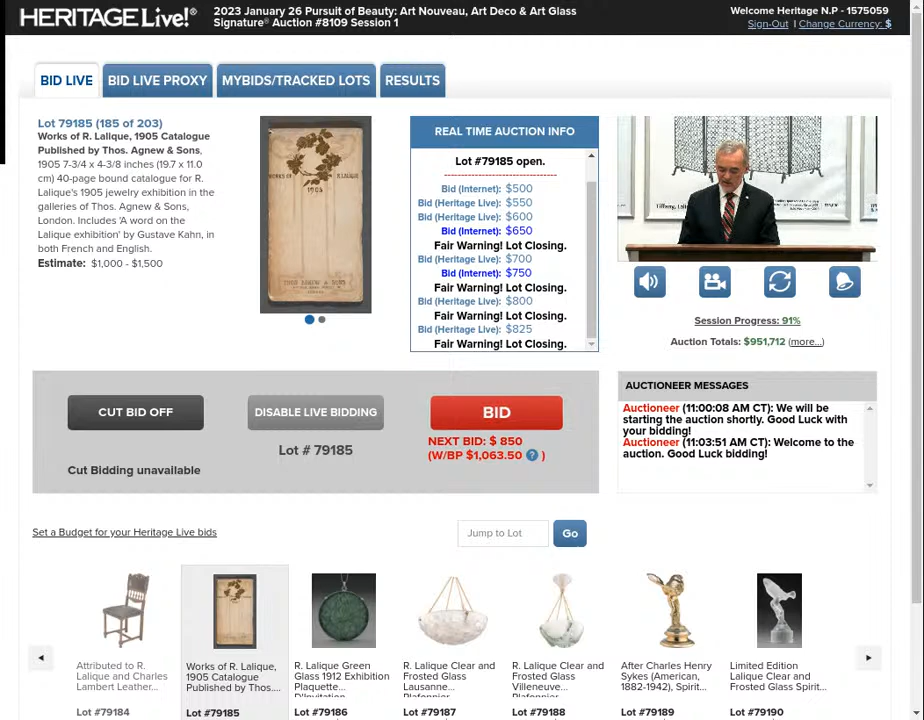 HERITAGE Live!®
2023 January 26 Pursuit of Beauty: Art Nouveau, Art Deco & Art Glass
Signature® Auction #8109 Session 1
Welcome Heritage N.P - 1575059
Sign-Out | Change Currency: $
BID LIVE
BID LIVE PROXY
MYBIDS/TRACKED LOTS
RESULTS
Lot 79185 (185 of 203)
Works of R. Lalique, 1905 Catalogue
Published by Thos. Agnew & Sons,
1905 7-3/4 x 4-3/8 inches (19.7 x 11.0
cm) 40-page bound catalogue for R.
Lalique's 1905 jewelry exhibition in the
galleries of Thos. Agnew & Sons,
London. Includes 'A word on the
Lalique exhibition' by Gustave Kahn, in
both French and English.
Estimate: $1,000 - $1,500
WORKS OF R. LALIQUE
1905
THOS AGNEW & SONS
REAL TIME AUCTION INFO
Lot #79185 open.
Bid (Internet): $500
Bid (Heritage Live): $550
Bid (Heritage Live): $600
Bid (Internet): $650
Fair Warning! Lot Closing.
Bid (Heritage Live): $700
Bid (Internet): $750
Fair Warning! Lot Closing.
Bid (Heritage Live): $800
Fair Warning! Lot Closing.
Bid (Heritage Live): $825
Fair Warning! Lot Closing.
Session Progress: 91%
Auction Totals: $951,712 (more...)
CUT BID OFF
Cut Bidding unavailable
DISABLE LIVE BIDDING
Lot # 79185
BID
NEXT BID: $ 850
(W/BP $1,063.50 ? )
AUCTIONEER MESSAGES
Auctioneer (11:00:08 AM CT): We will be
starting the auction shortly. Good Luck with
your bidding!
Auctioneer (11:03:51 AM CT): Welcome to the
auction. Good Luck bidding!
Set a Budget for your Heritage Live bids
Jump to Lot
Go
Attributed to R.
Lalique and Charles
Lambert Leather...
Lot #79184
Works of R. Lalique,
1905 Catalogue
Published by Thos....
Lot #79185
R. Lalique Green
Glass 1912 Exhibition
Plaquette...
D'Invitation
Lot #79186
R. Lalique Clear and
Frosted Glass
Lausanne...
Plafonnier
Lot #79187
R. Lalique Clear and
Frosted Glass
Villeneuve...
Plafonnier
Lot #79188
After Charles Henry
Sykes (American,
1882-1942), Spirit...
Lot #79189
Limited Edition
Lalique Clear and
Frosted Glass Spirit...
Lot #79190